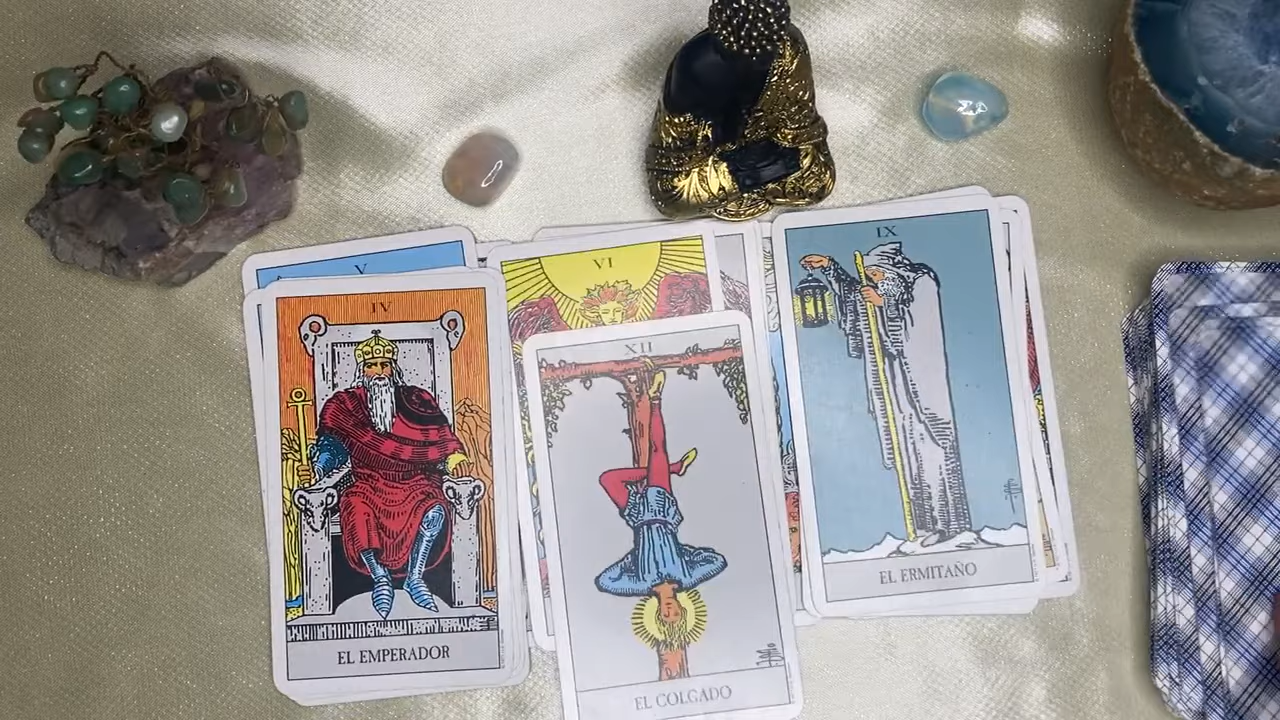 V
IV
EL EMPERADOR
VI
XII
EL COLGADO
IX
EL ERMITAÑO